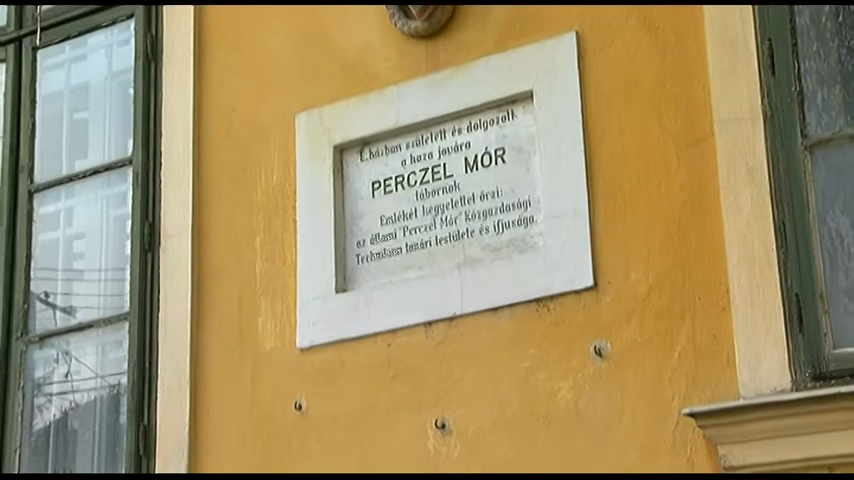 E házban született és dolgozott
a haza javára
PERCZEL MÓR
tábornok
Emlékét kegyelettel őrzi:
az állami "Perczel Mór" Közgazdasági
Technikum tanári testülete és ifjusága.